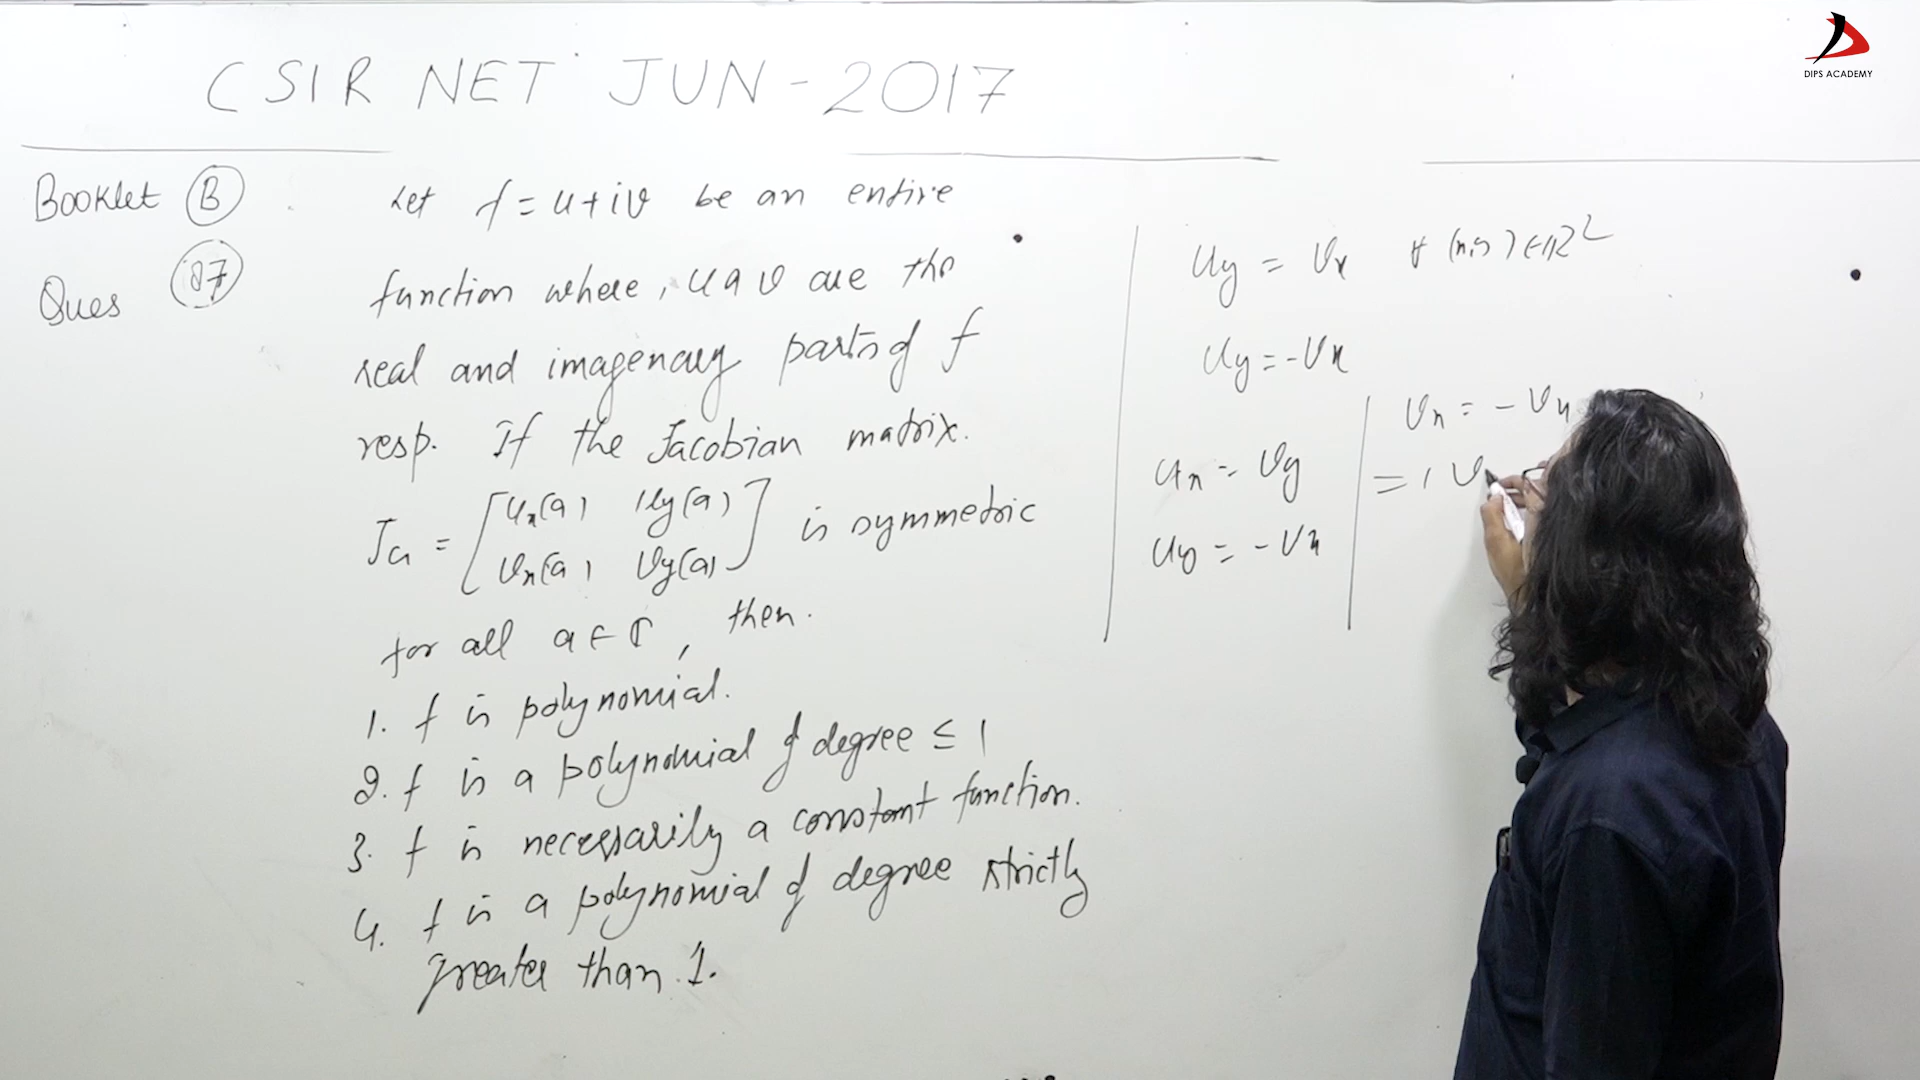 DIPS ACADEMY
CSIR NET JUN-2017
Booklet B
Ques 87
Let f = u+iv be an entire
function where, u & v are the
real and imagenary parts of f
resp. If the Jacobian matrix.
Ja = [ux(a) uy(a)
vx(a) vy(a)] is symmetric
for all a ∈ ℂ, then.
1. f is polynomial.
2. f is a polynomial of degree ≤ 1
3. f is necessarily a constant function.
4. f is a polynomial of degree strictly
greater than 1.
uy = vx ∀ (x,y) ∈ ℝ²
uy = -vx
ux = vy
uy = -vx
vx = -vx
= 1 v